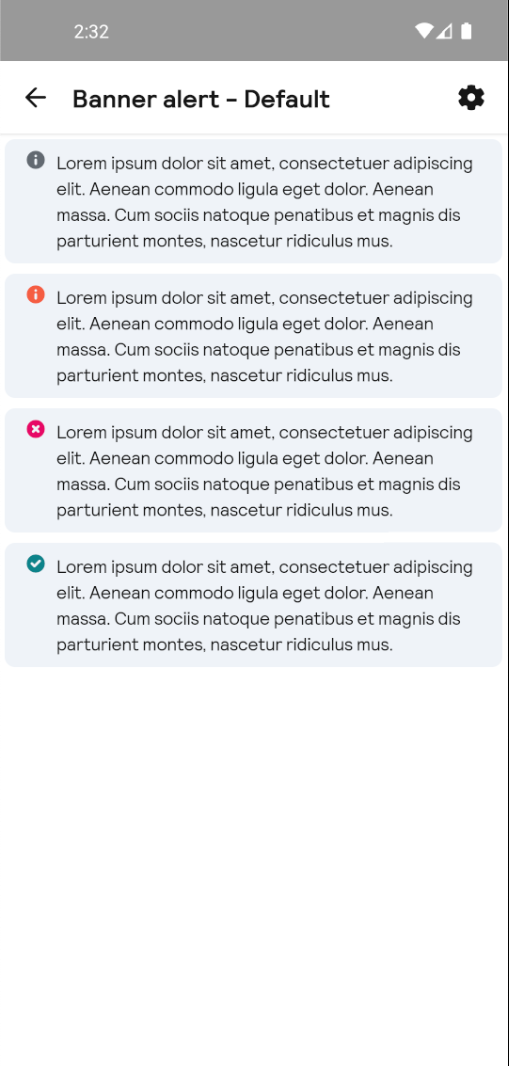 2:32
Banner alert - Default
Lorem ipsum dolor sit amet, consectetuer adipiscing
elit. Aenean commodo ligula eget dolor. Aenean
massa. Cum sociis natoque penatibus et magnis dis
parturient montes, nascetur ridiculus mus.
Lorem ipsum dolor sit amet, consectetuer adipiscing
elit. Aenean commodo ligula eget dolor. Aenean
massa. Cum sociis natoque penatibus et magnis dis
parturient montes, nascetur ridiculus mus.
Lorem ipsum dolor sit amet, consectetuer adipiscing
elit. Aenean commodo ligula eget dolor. Aenean
massa. Cum sociis natoque penatibus et magnis dis
parturient montes, nascetur ridiculus mus.
Lorem ipsum dolor sit amet, consectetuer adipiscing
elit. Aenean commodo ligula eget dolor. Aenean
massa. Cum sociis natoque penatibus et magnis dis
parturient montes, nascetur ridiculus mus.